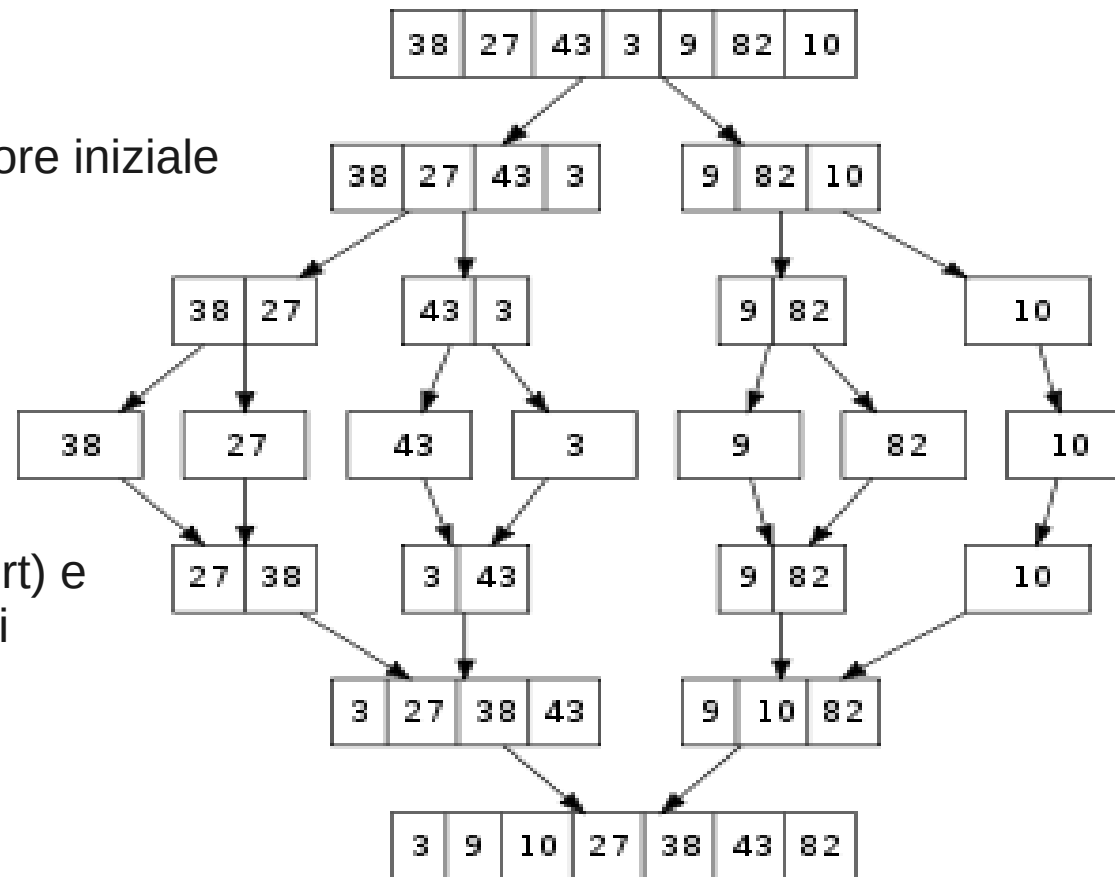 38 27 43 3 9 82 10
ore iniziale
38 27 43 3 9 82 10
38 27 43 3 9 82 10
38 27 43 3 9 82 10
rt) e
27 38 3 43 9 82 10
i
3 27 38 43 9 10 82
3 9 10 27 38 43 82